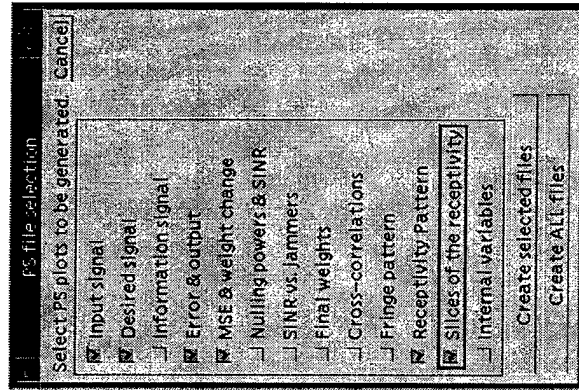 PS file selection
Select PS plots to be generated. Cancel
Input signal
Desired signal
Information signal
Error & output
MSE & weight change
Nulling powers & SINR
SINR vs. Jammers
Final weights
Cross-correlations
Fringe pattern
Receptivity Pattern
Slices of the receptivity
Internal variables
Create selected files
Create ALL files